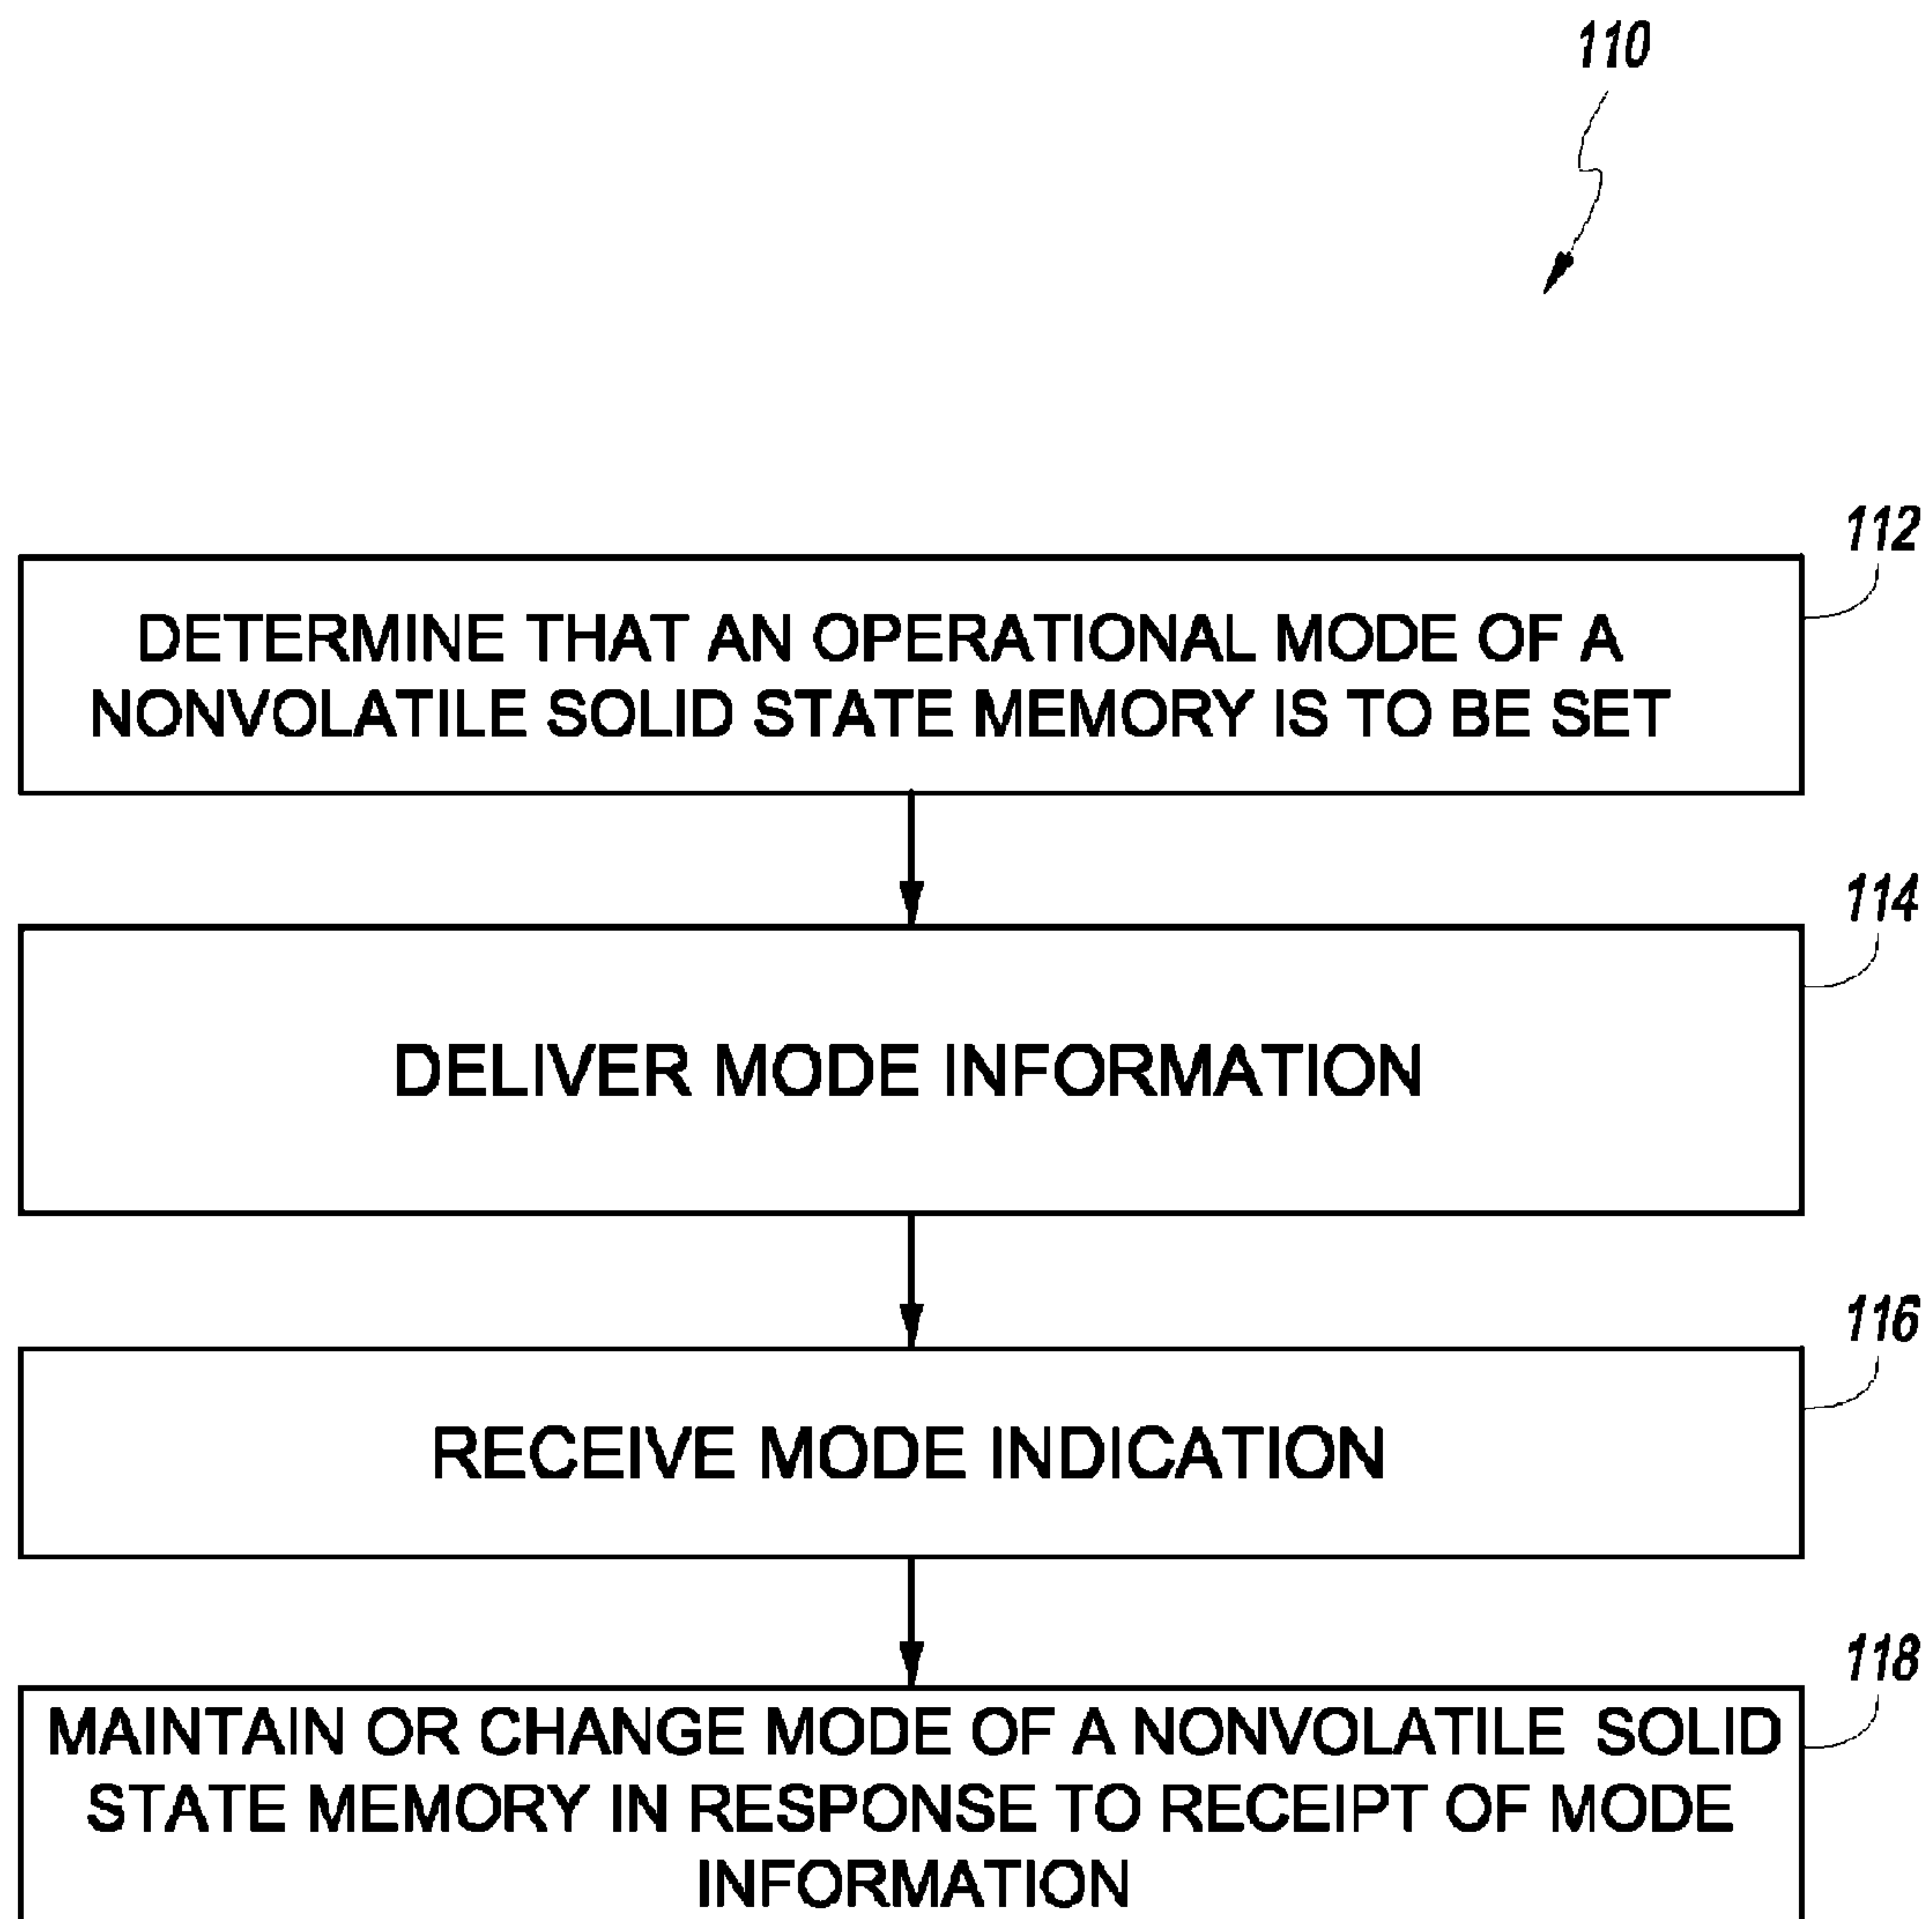 110
112
DETERMINE THAT AN OPERATIONAL MODE OF A
NONVOLATILE SOLID STATE MEMORY IS TO BE SET
114
DELIVER MODE INFORMATION
116
RECEIVE MODE INDICATION
118
MAINTAIN OR CHANGE MODE OF A NONVOLATILE SOLID
STATE MEMORY IN RESPONSE TO RECEIPT OF MODE
INFORMATION